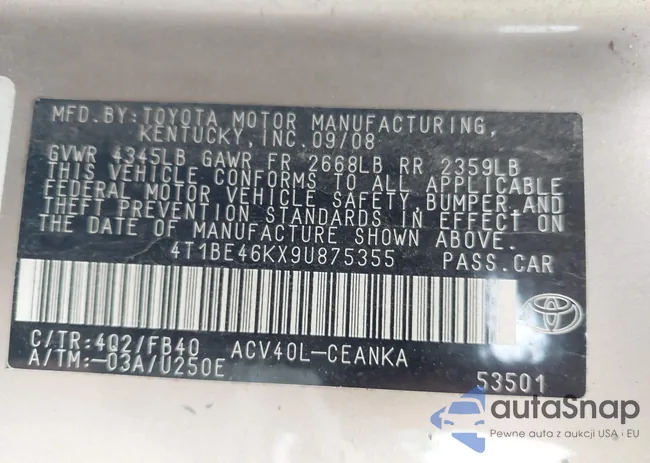 MFD.BY:TOYOTA MOTOR MANUFACTURING,
KENTUCKY,INC.09/08
GVWR 4345LB GAWR FR 2668LB RR 2359LB
THIS VEHICLE CONFORMS TO ALL APPLICABLE
FEDERAL MOTOR VEHICLE SAFETY, BUMPER, AND
THEFT PREVENTION STANDARDS IN EFFECT ON
THE DATE OF MANUFACTURE SHOWN ABOVE.
4T1BE46KX9U875355 PASS.CAR
C/TR:4Q2/FB40 ACV40L-CEANKA
A/TM:-03A/U250E 53501
autaSnap
Pewne auta z aukcji USA i EU